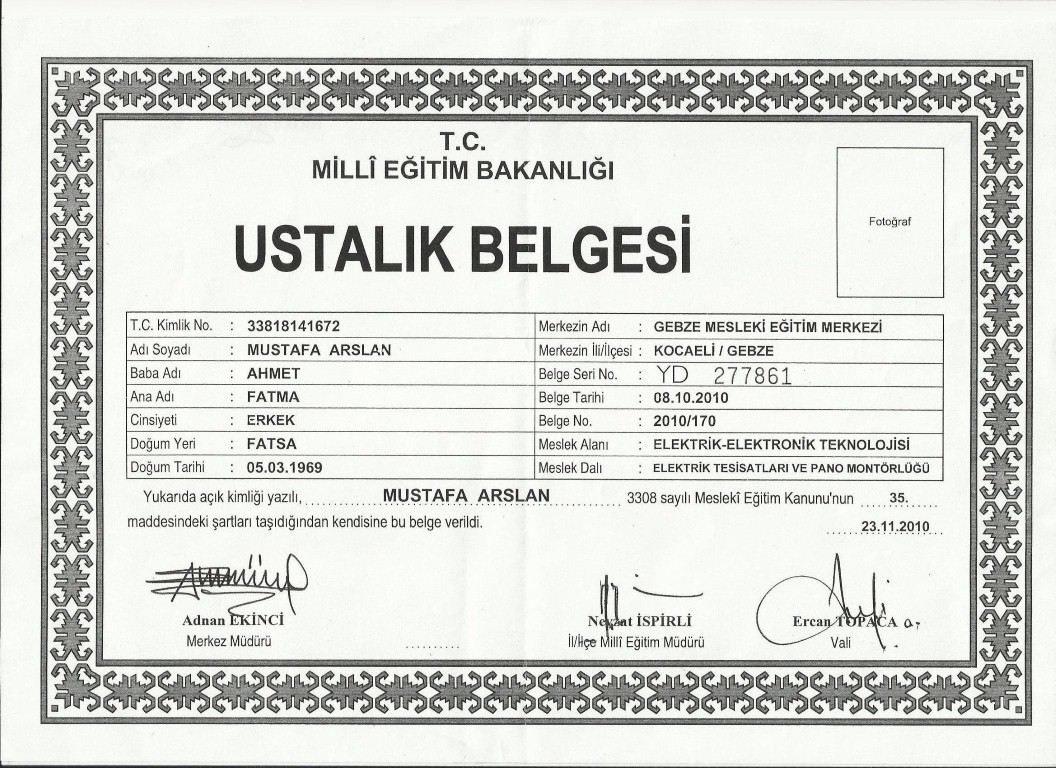 T.C.
MİLLÎ EĞİTİM BAKANLIĞI
Fotoğraf
USTALIK BELGESİ
T.C. Kimlik No. : 33818141672
Adı Soyadı : MUSTAFA ARSLAN
Baba Adı : AHMET
Ana Adı : FATMA
Cinsiyeti : ERKEK
Doğum Yeri : FATSA
Doğum Tarihi : 05.03.1969
Merkezin Adı : GEBZE MESLEKİ EĞİTİM MERKEZİ
Merkezin İli/İlçesi : KOCAELİ / GEBZE
Belge Seri No. : YD 277861
Belge Tarihi : 08.10.2010
Belge No. : 2010/170
Meslek Alanı : ELEKTRİK-ELEKTRONİK TEKNOLOJİSİ
Meslek Dalı : ELEKTRİK TESİSATLARI VE PANO MONTÖRLÜĞÜ
Yukarıda açık kimliği yazılı, MUSTAFA ARSLAN 3308 sayılı Meslekî Eğitim Kanunu'nun 35.
maddesindeki şartları taşıdığından kendisine bu belge verildi.
23.11.2010
Adnan EKİNCİ
Merkez Müdürü
Nevzat İSPİRLİ
İl/İlçe Millî Eğitim Müdürü
Ercan TOPACA
Vali